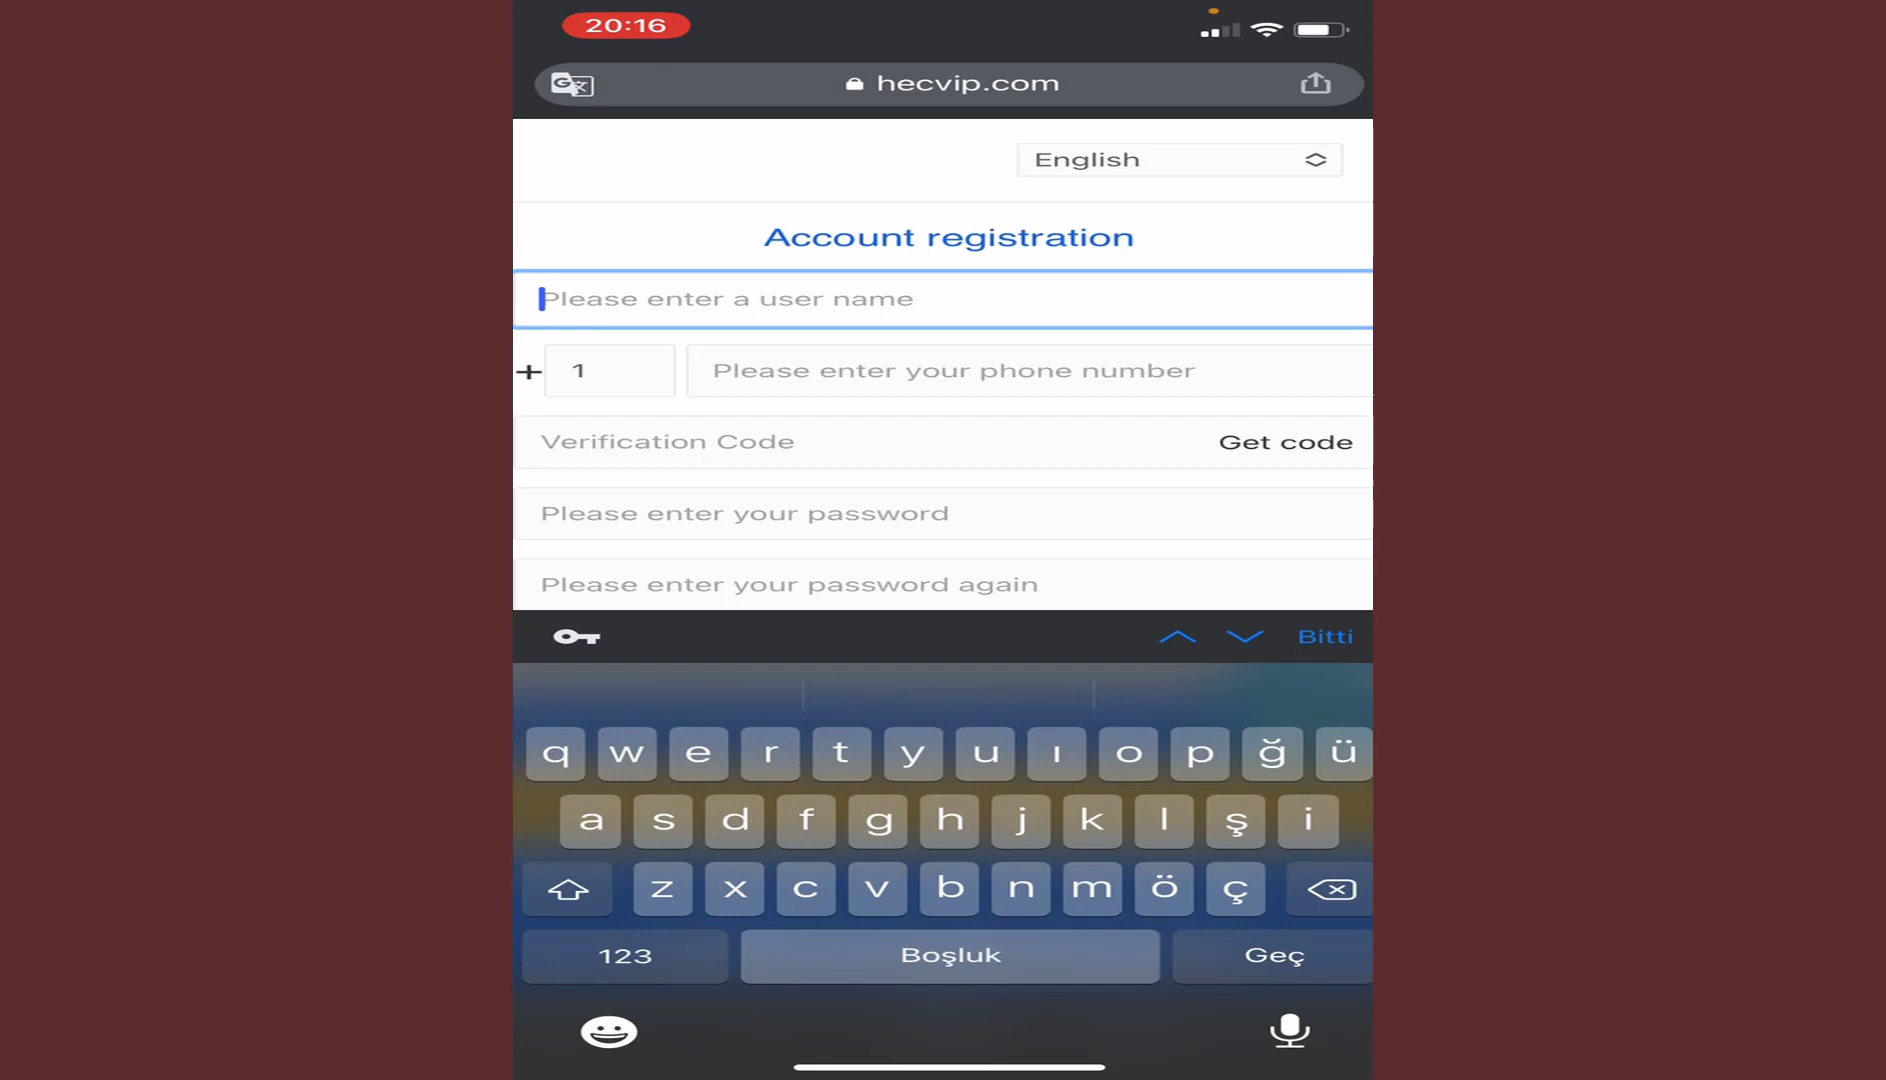 20:16
hecvip.com
English
Account registration
Please enter a user name
+ 1 Please enter your phone number
Verification Code Get code
Please enter your password
Please enter your password again
Bitti
q w e r t y u ı o p ğ ü
a s d f g h j k l ş i
z x c v b n m ö ç
123 Boşluk Geç